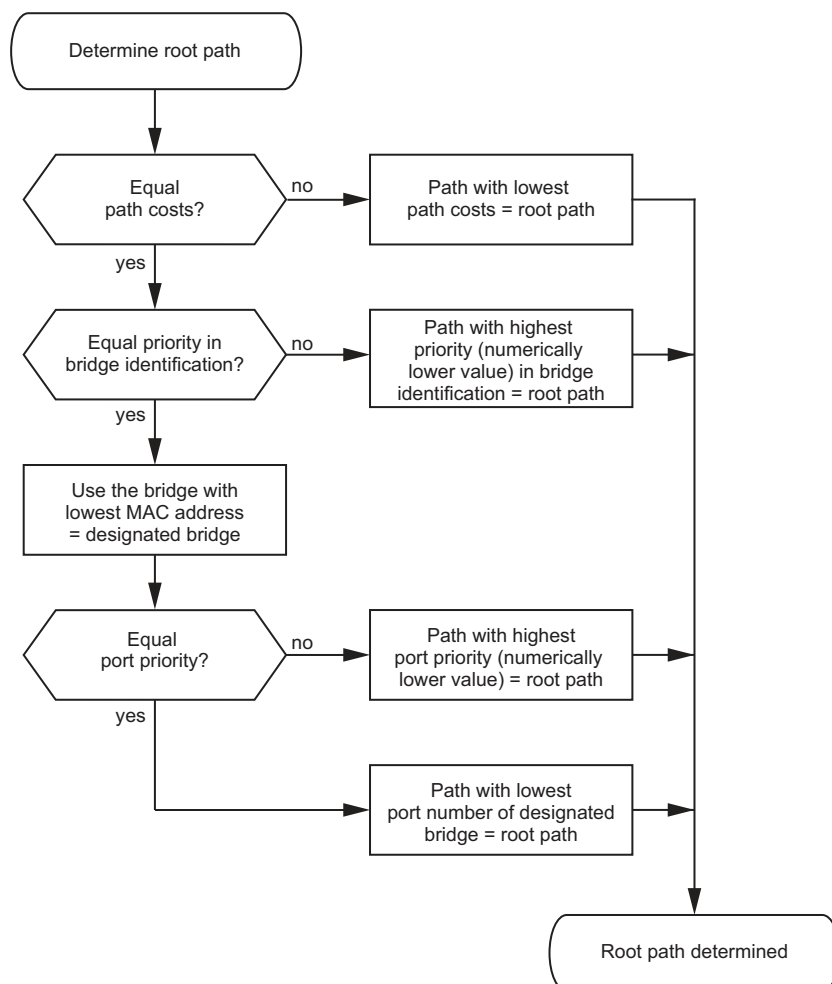 Determine root path
Equal
path costs?
no
Path with lowest
path costs = root path
yes
Equal priority in
bridge identification?
no
Path with highest
priority (numerically
lower value) in bridge
identification = root path
yes
Use the bridge with
lowest MAC address
= designated bridge
Equal
port priority?
no
Path with highest
port priority (numerically
lower value) = root path
yes
Path with lowest
port number of designated
bridge = root path
Root path determined